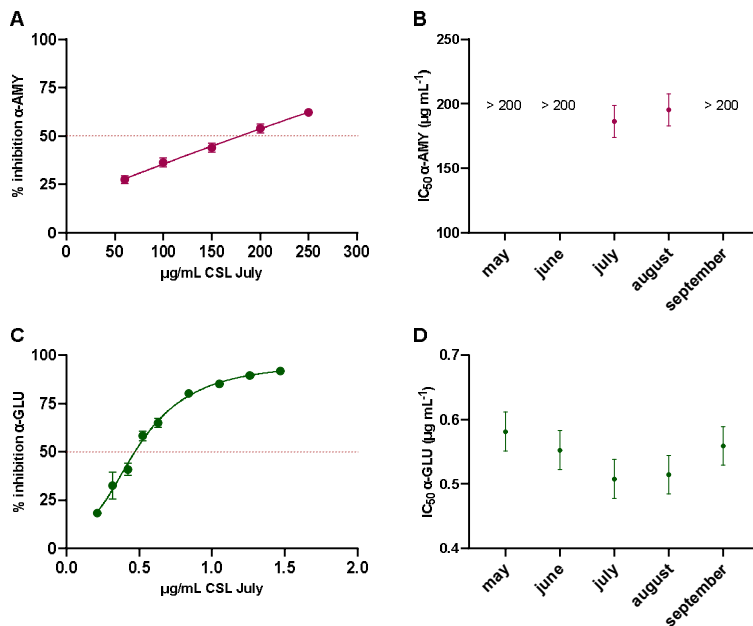 A
% inhibition α-AMY
100
75
50
25
0
0 50 100 150 200 250 300
µg/mL CSL July
B
IC50 α-AMY (µg mL-1)
250
200
150
100
> 200 > 200 > 200
may june july august september
C
% inhibition α-GLU
100
75
50
25
0
0.0 0.5 1.0 1.5 2.0
µg/mL CSL July
D
IC50 α-GLU (µg mL-1)
0.7
0.6
0.5
0.4
may june july august september